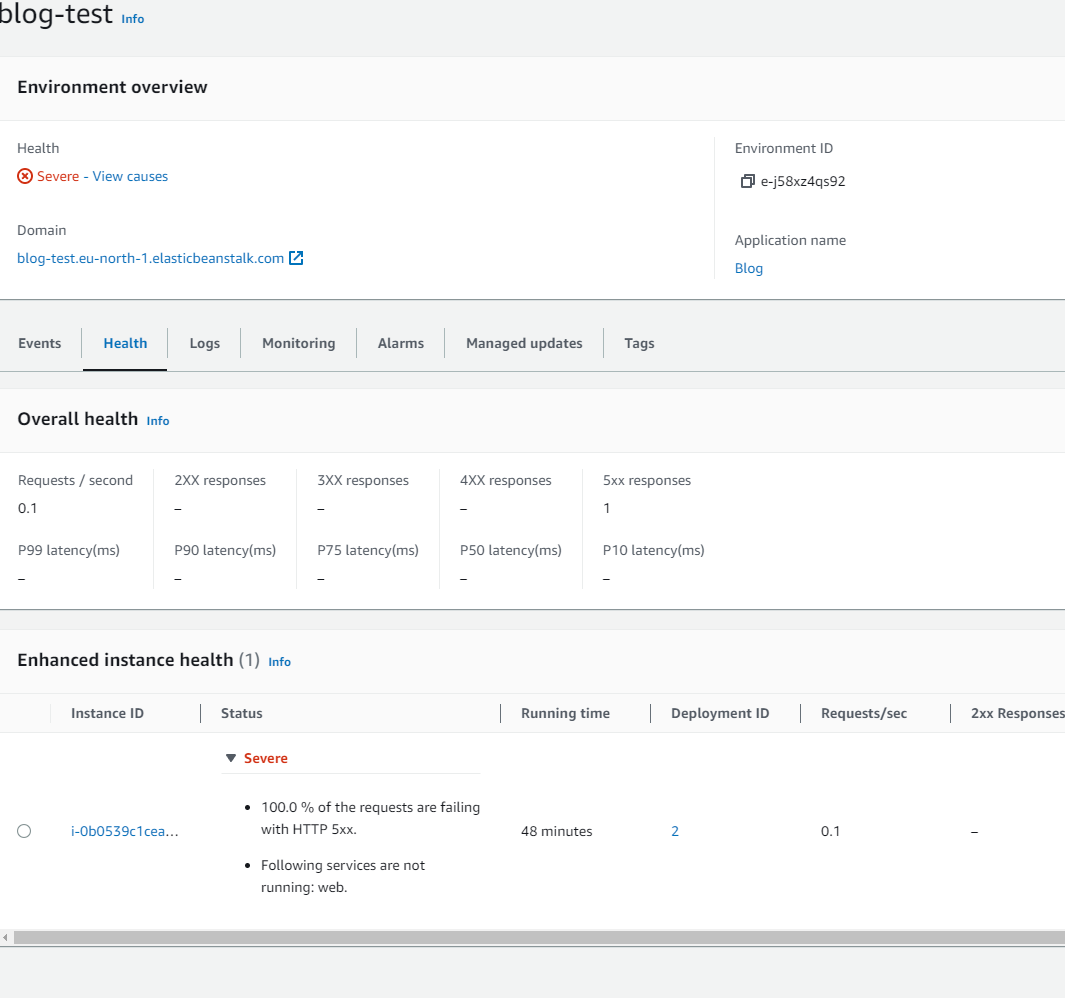 blog-test Info
Environment overview
Health
Severe - View causes
Domain
blog-test.eu-north-1.elasticbeanstalk.com
Environment ID
e-j58xz4qs92
Application name
Blog
Events Health Logs Monitoring Alarms Managed updates Tags
Overall health Info
Requests / second 2XX responses 3XX responses 4XX responses 5xx responses
0.1 – – – 1
P99 latency(ms) P90 latency(ms) P75 latency(ms) P50 latency(ms) P10 latency(ms)
– – – – –
Enhanced instance health (1) Info
Instance ID Status Running time Deployment ID Requests/sec 2xx Responses
Severe
100.0 % of the requests are failing
with HTTP 5xx.
i-0b0539c1cea... 48 minutes 2 0.1 –
Following services are not
running: web.